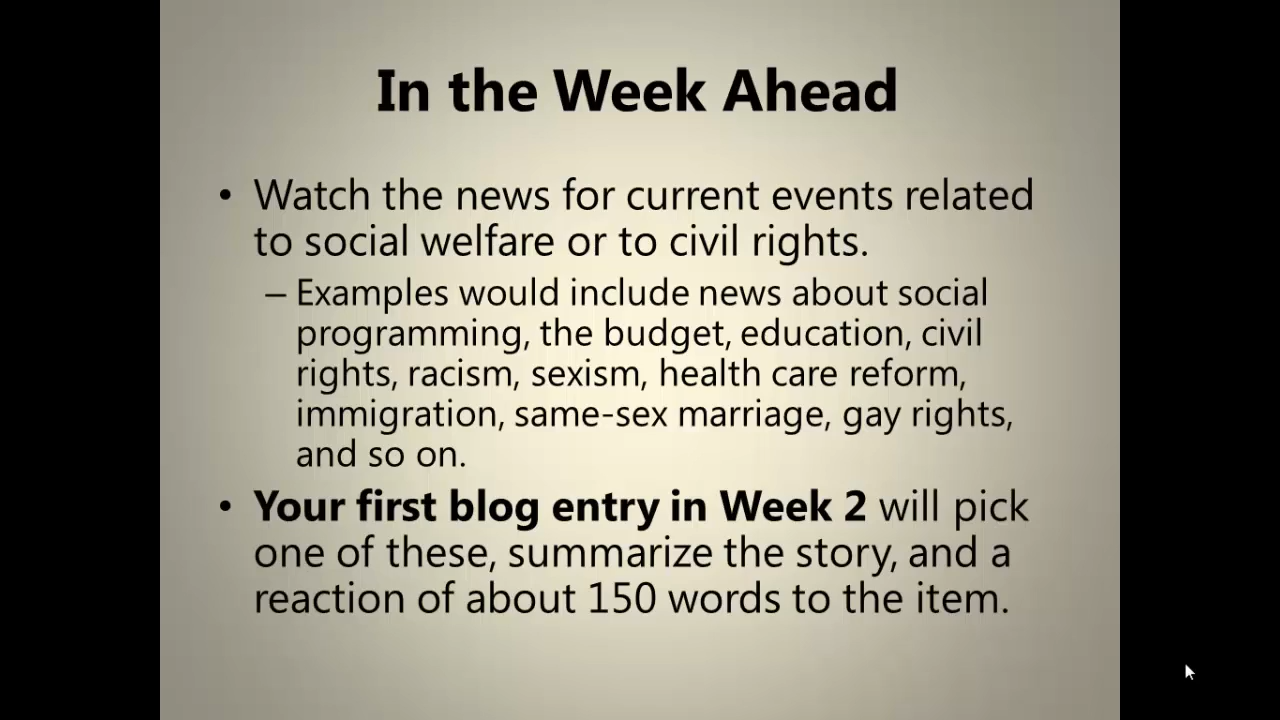 In the Week Ahead
• Watch the news for current events related
to social welfare or to civil rights.
– Examples would include news about social
programming, the budget, education, civil
rights, racism, sexism, health care reform,
immigration, same-sex marriage, gay rights,
and so on.
• Your first blog entry in Week 2 will pick
one of these, summarize the story, and a
reaction of about 150 words to the item.